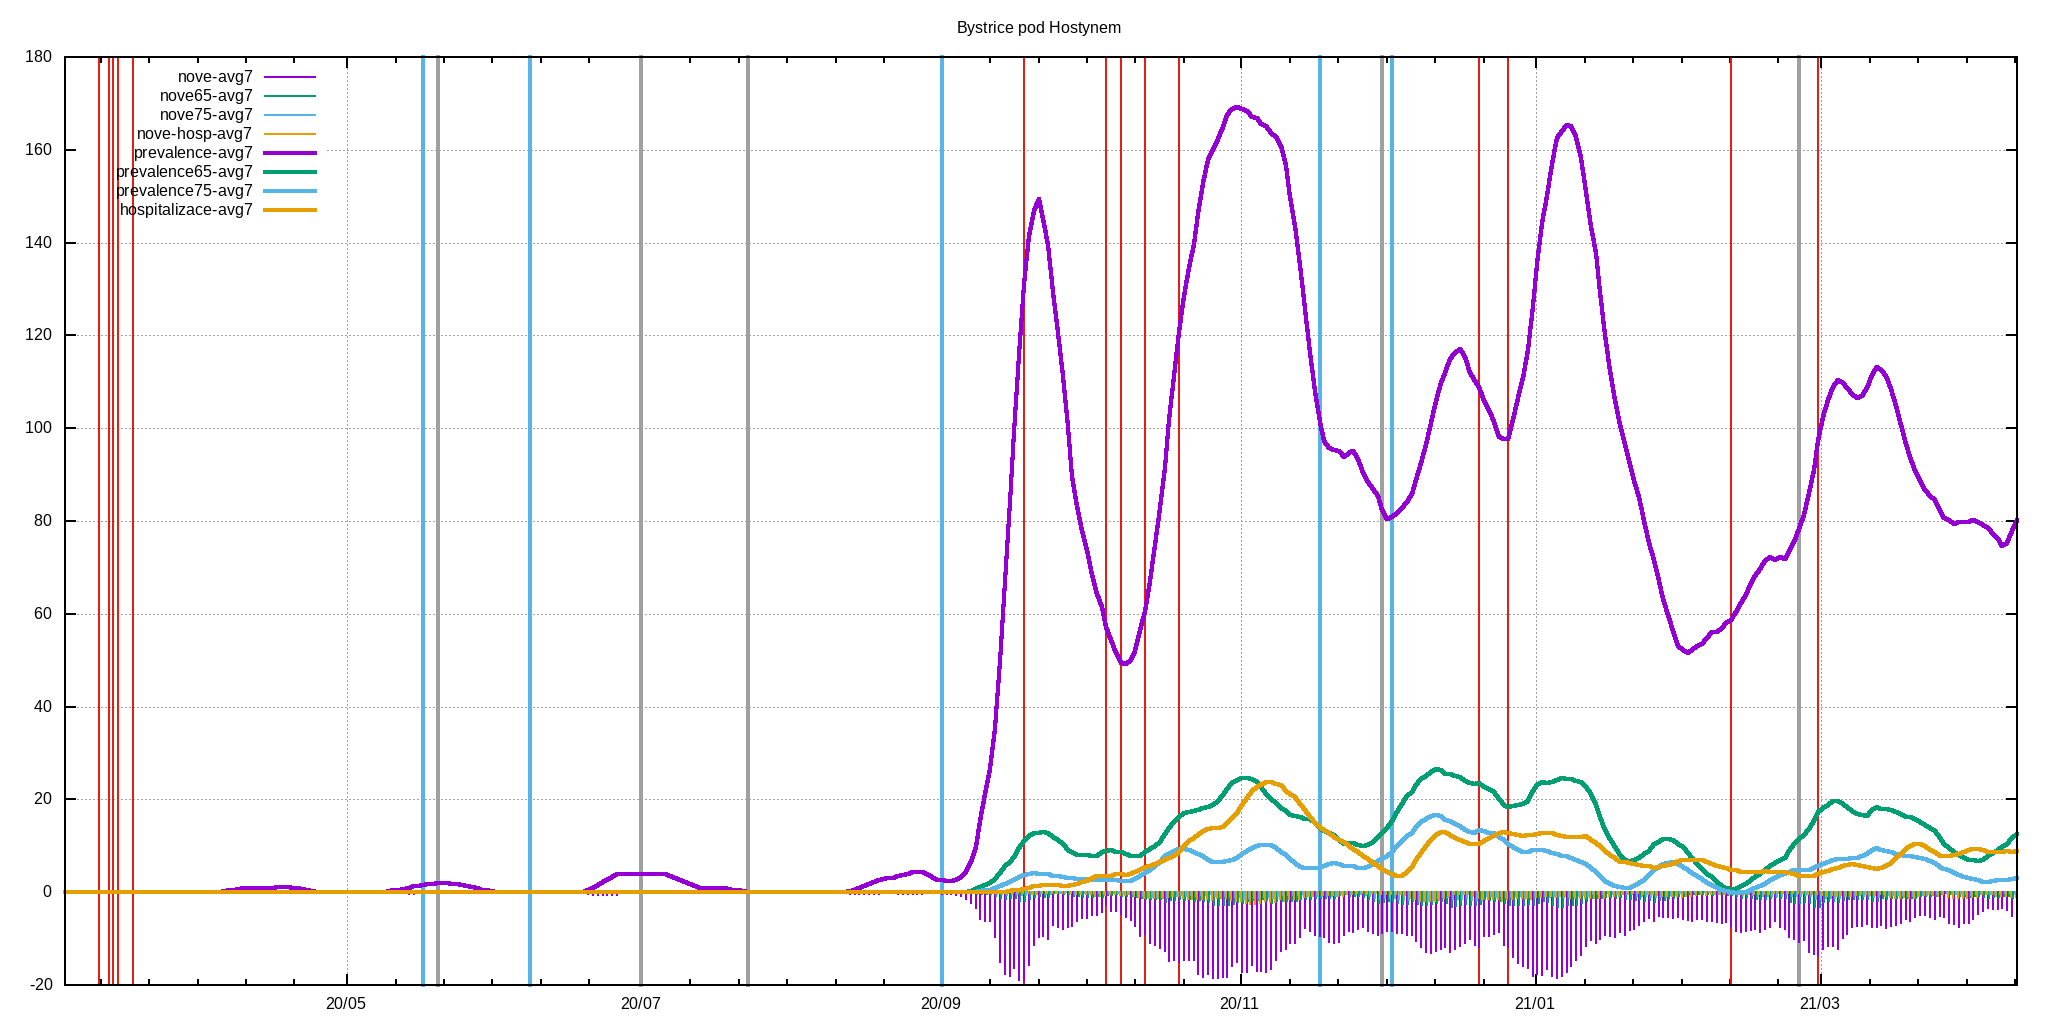 Bystrice pod Hostynem
180
160
140
120
100
80
60
40
20
0
-20
nove-avg7
nove65-avg7
nove75-avg7
nove-hosp-avg7
prevalence-avg7
prevalence65-avg7
prevalence75-avg7
hospitalizace-avg7
20/05
20/07
20/09
20/11
21/01
21/03